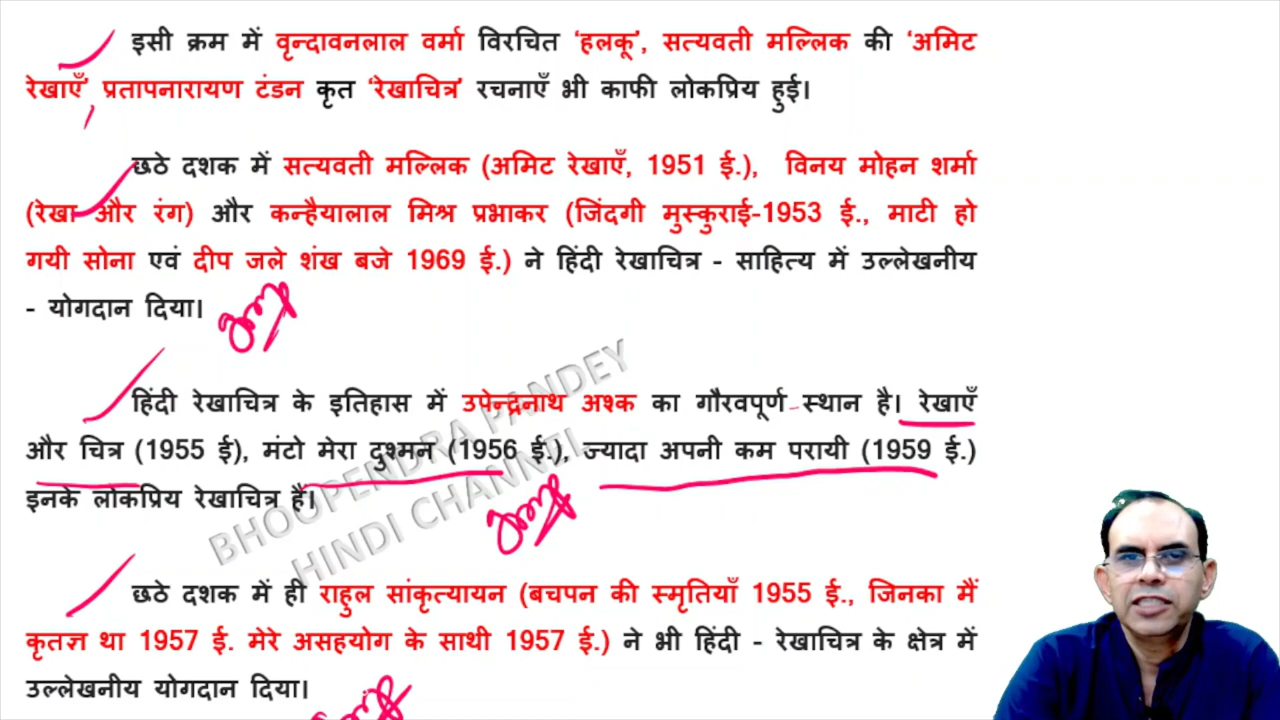 इसी क्रम में वृन्दावनलाल वर्मा विरचित ‘हलकू’, सत्यवती मल्लिक की ‘अमिट
रेखाएँ’ प्रतापनारायण टंडन कृत ‘रेखाचित्र’ रचनाएँ भी काफी लोकप्रिय हुई।
छठे दशक में सत्यवती मल्लिक (अमिट रेखाएँ, 1951 ई.), विनय मोहन शर्मा
(रेखा और रंग) और कन्हैयालाल मिश्र प्रभाकर (जिंदगी मुस्कुराई-1953 ई., माटी हो
गयी सोना एवं दीप जले शंख बजे 1969 ई.) ने हिंदी रेखाचित्र - साहित्य में उल्लेखनीय
- योगदान दिया।
हिंदी रेखाचित्र के इतिहास में उपेन्द्रनाथ अश्क का गौरवपूर्ण स्थान है। रेखाएँ
और चित्र (1955 ई), मंटो मेरा दुश्मन (1956 ई.), ज्यादा अपनी कम परायी (1959 ई.)
इनके लोकप्रिय रेखाचित्र हैं।
BHOOPENDRA PANDEY
HINDI CHANNEL
छठे दशक में ही राहुल सांकृत्यायन (बचपन की स्मृतियाँ 1955 ई., जिनका मैं
कृतज्ञ था 1957 ई. मेरे असहयोग के साथी 1957 ई.) ने भी हिंदी - रेखाचित्र के क्षेत्र में
उल्लेखनीय योगदान दिया।